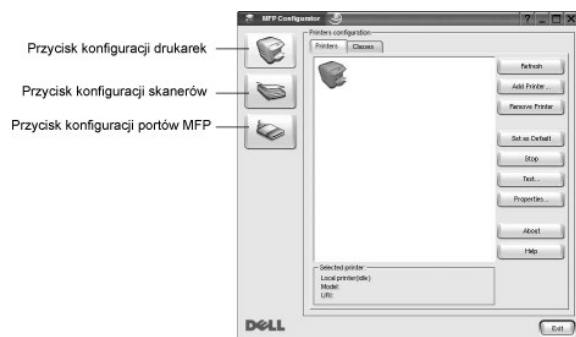 MFP Configurator
Przycisk konfiguracji drukarek
Przycisk konfiguracji skanerów
Przycisk konfiguracji portów MFP
Printers configuration
Printers Classes
Refresh
Add Printer...
Remove Printer
Set as Default
Stop
Test...
Properties...
About
Help
Selected printer:
Local printer(idle)
Model:
URI:
DELL
Exit